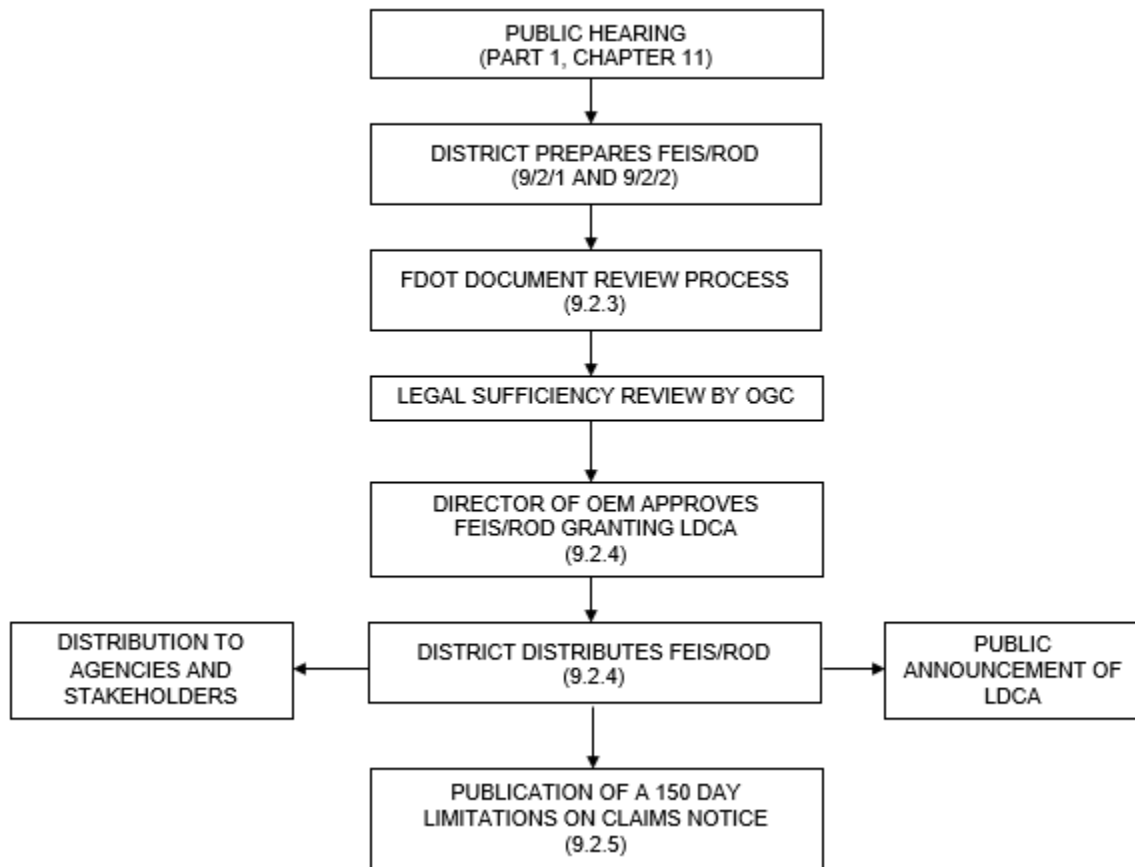 PUBLIC HEARING
(PART 1, CHAPTER 11)
DISTRICT PREPARES FEIS/ROD
(9/2/1 AND 9/2/2)
FDOT DOCUMENT REVIEW PROCESS
(9.2.3)
LEGAL SUFFICIENCY REVIEW BY OGC
DIRECTOR OF OEM APPROVES
FEIS/ROD GRANTING LDCA
(9.2.4)
DISTRIBUTION TO
AGENCIES AND
STAKEHOLDERS
DISTRICT DISTRIBUTES FEIS/ROD
(9.2.4)
PUBLIC
ANNOUNCEMENT OF
LDCA
PUBLICATION OF A 150 DAY
LIMITATIONS ON CLAIMS NOTICE
(9.2.5)